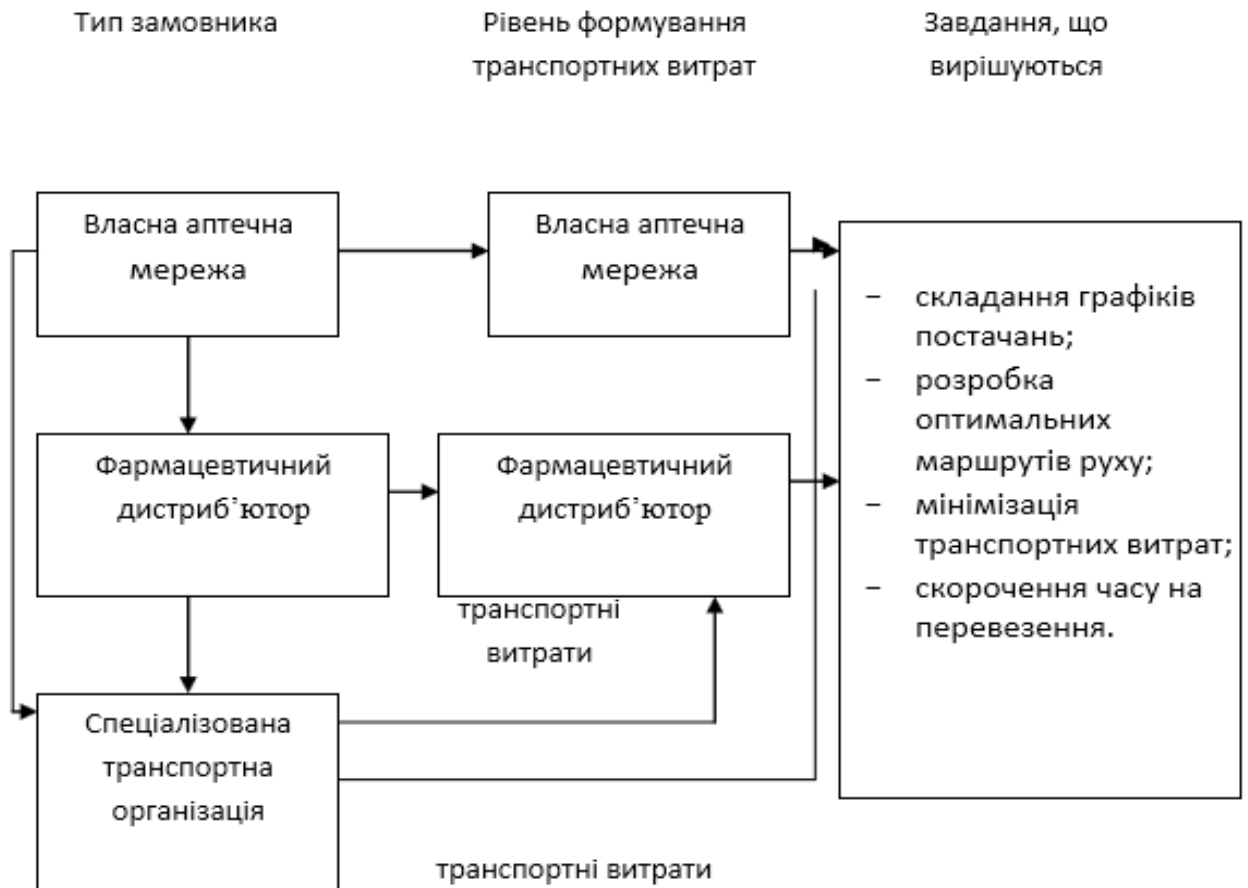 Тип замовника
Рівень формування
транспортних витрат
Завдання, що
вирішуються
Власна аптечна
мережа
Власна аптечна
мережа
− складання графіків
постачань;
− розробка
оптимальних
маршрутів руху;
− мінімізація
транспортних витрат;
− скорочення часу на
перевезення.
Фармацевтичний
дистриб’ютор
Фармацевтичний
дистриб’ютор
транспортні
витрати
Спеціалізована
транспортна
організація
транспортні витрати